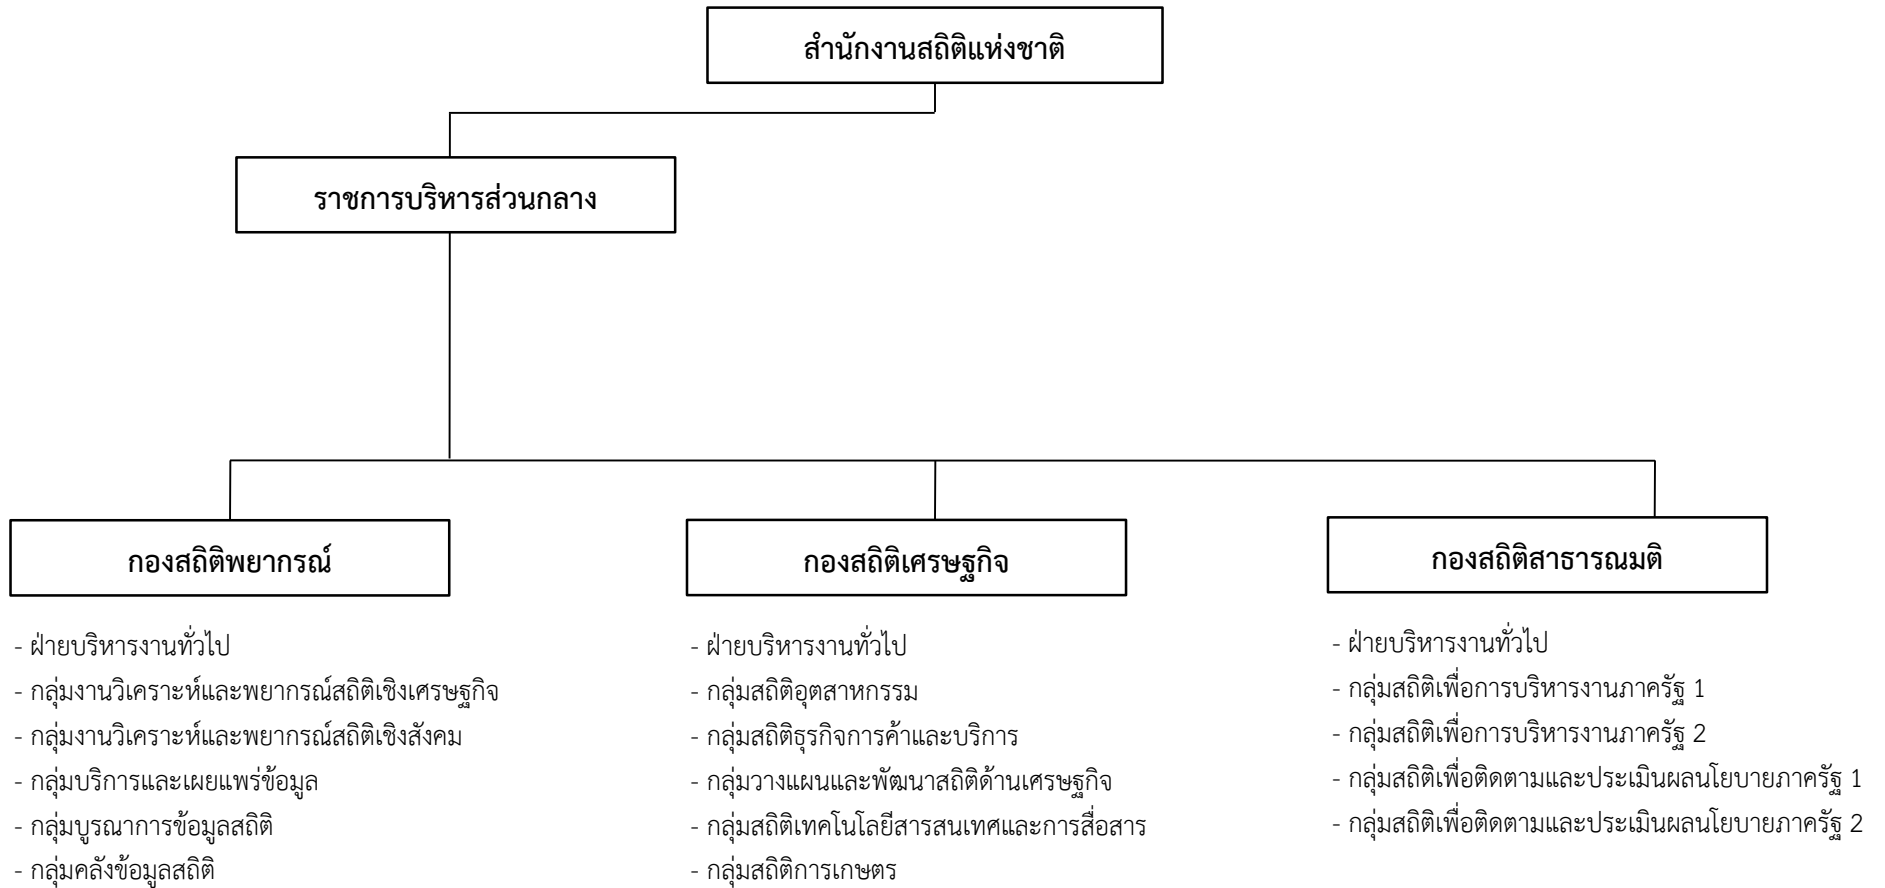 สำนักงานสถิติแห่งชาติ
ราชการบริหารส่วนกลาง
กองสถิติพยากรณ์
- ฝ่ายบริหารงานทั่วไป
- กลุ่มงานวิเคราะห์และพยากรณ์สถิติเชิงเศรษฐกิจ
- กลุ่มงานวิเคราะห์และพยากรณ์สถิติเชิงสังคม
- กลุ่มบริการและเผยแพร่ข้อมูล
- กลุ่มบูรณาการข้อมูลสถิติ
- กลุ่มคลังข้อมูลสถิติ
กองสถิติเศรษฐกิจ
- ฝ่ายบริหารงานทั่วไป
- กลุ่มสถิติอุตสาหกรรม
- กลุ่มสถิติธุรกิจการค้าและบริการ
- กลุ่มวางแผนและพัฒนาสถิติด้านเศรษฐกิจ
- กลุ่มสถิติเทคโนโลยีสารสนเทศและการสื่อสาร
- กลุ่มสถิติการเกษตร
กองสถิติสาธารณมติ
- ฝ่ายบริหารงานทั่วไป
- กลุ่มสถิติเพื่อการบริหารงานภาครัฐ 1
- กลุ่มสถิติเพื่อการบริหารงานภาครัฐ 2
- กลุ่มสถิติเพื่อติดตามและประเมินผลนโยบายภาครัฐ 1
- กลุ่มสถิติเพื่อติดตามและประเมินผลนโยบายภาครัฐ 2